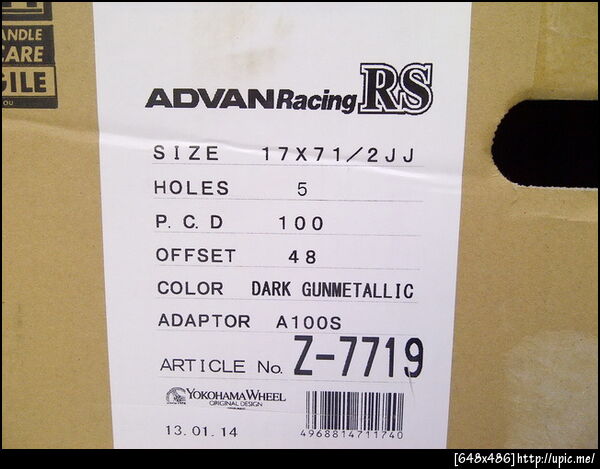 ANDLE
CARE
GILE
OU
ADVAN Racing RS
SIZE 17X71/2JJ
HOLES 5
P.C.D 100
OFFSET 48
COLOR DARK GUNMETALLIC
ADAPTOR A100S
ARTICLE No. Z-7719
YOKOHAMA WHEEL
ORIGINAL DESIGN
13.01.14
4968814711740
[648x486]http://upic.me/